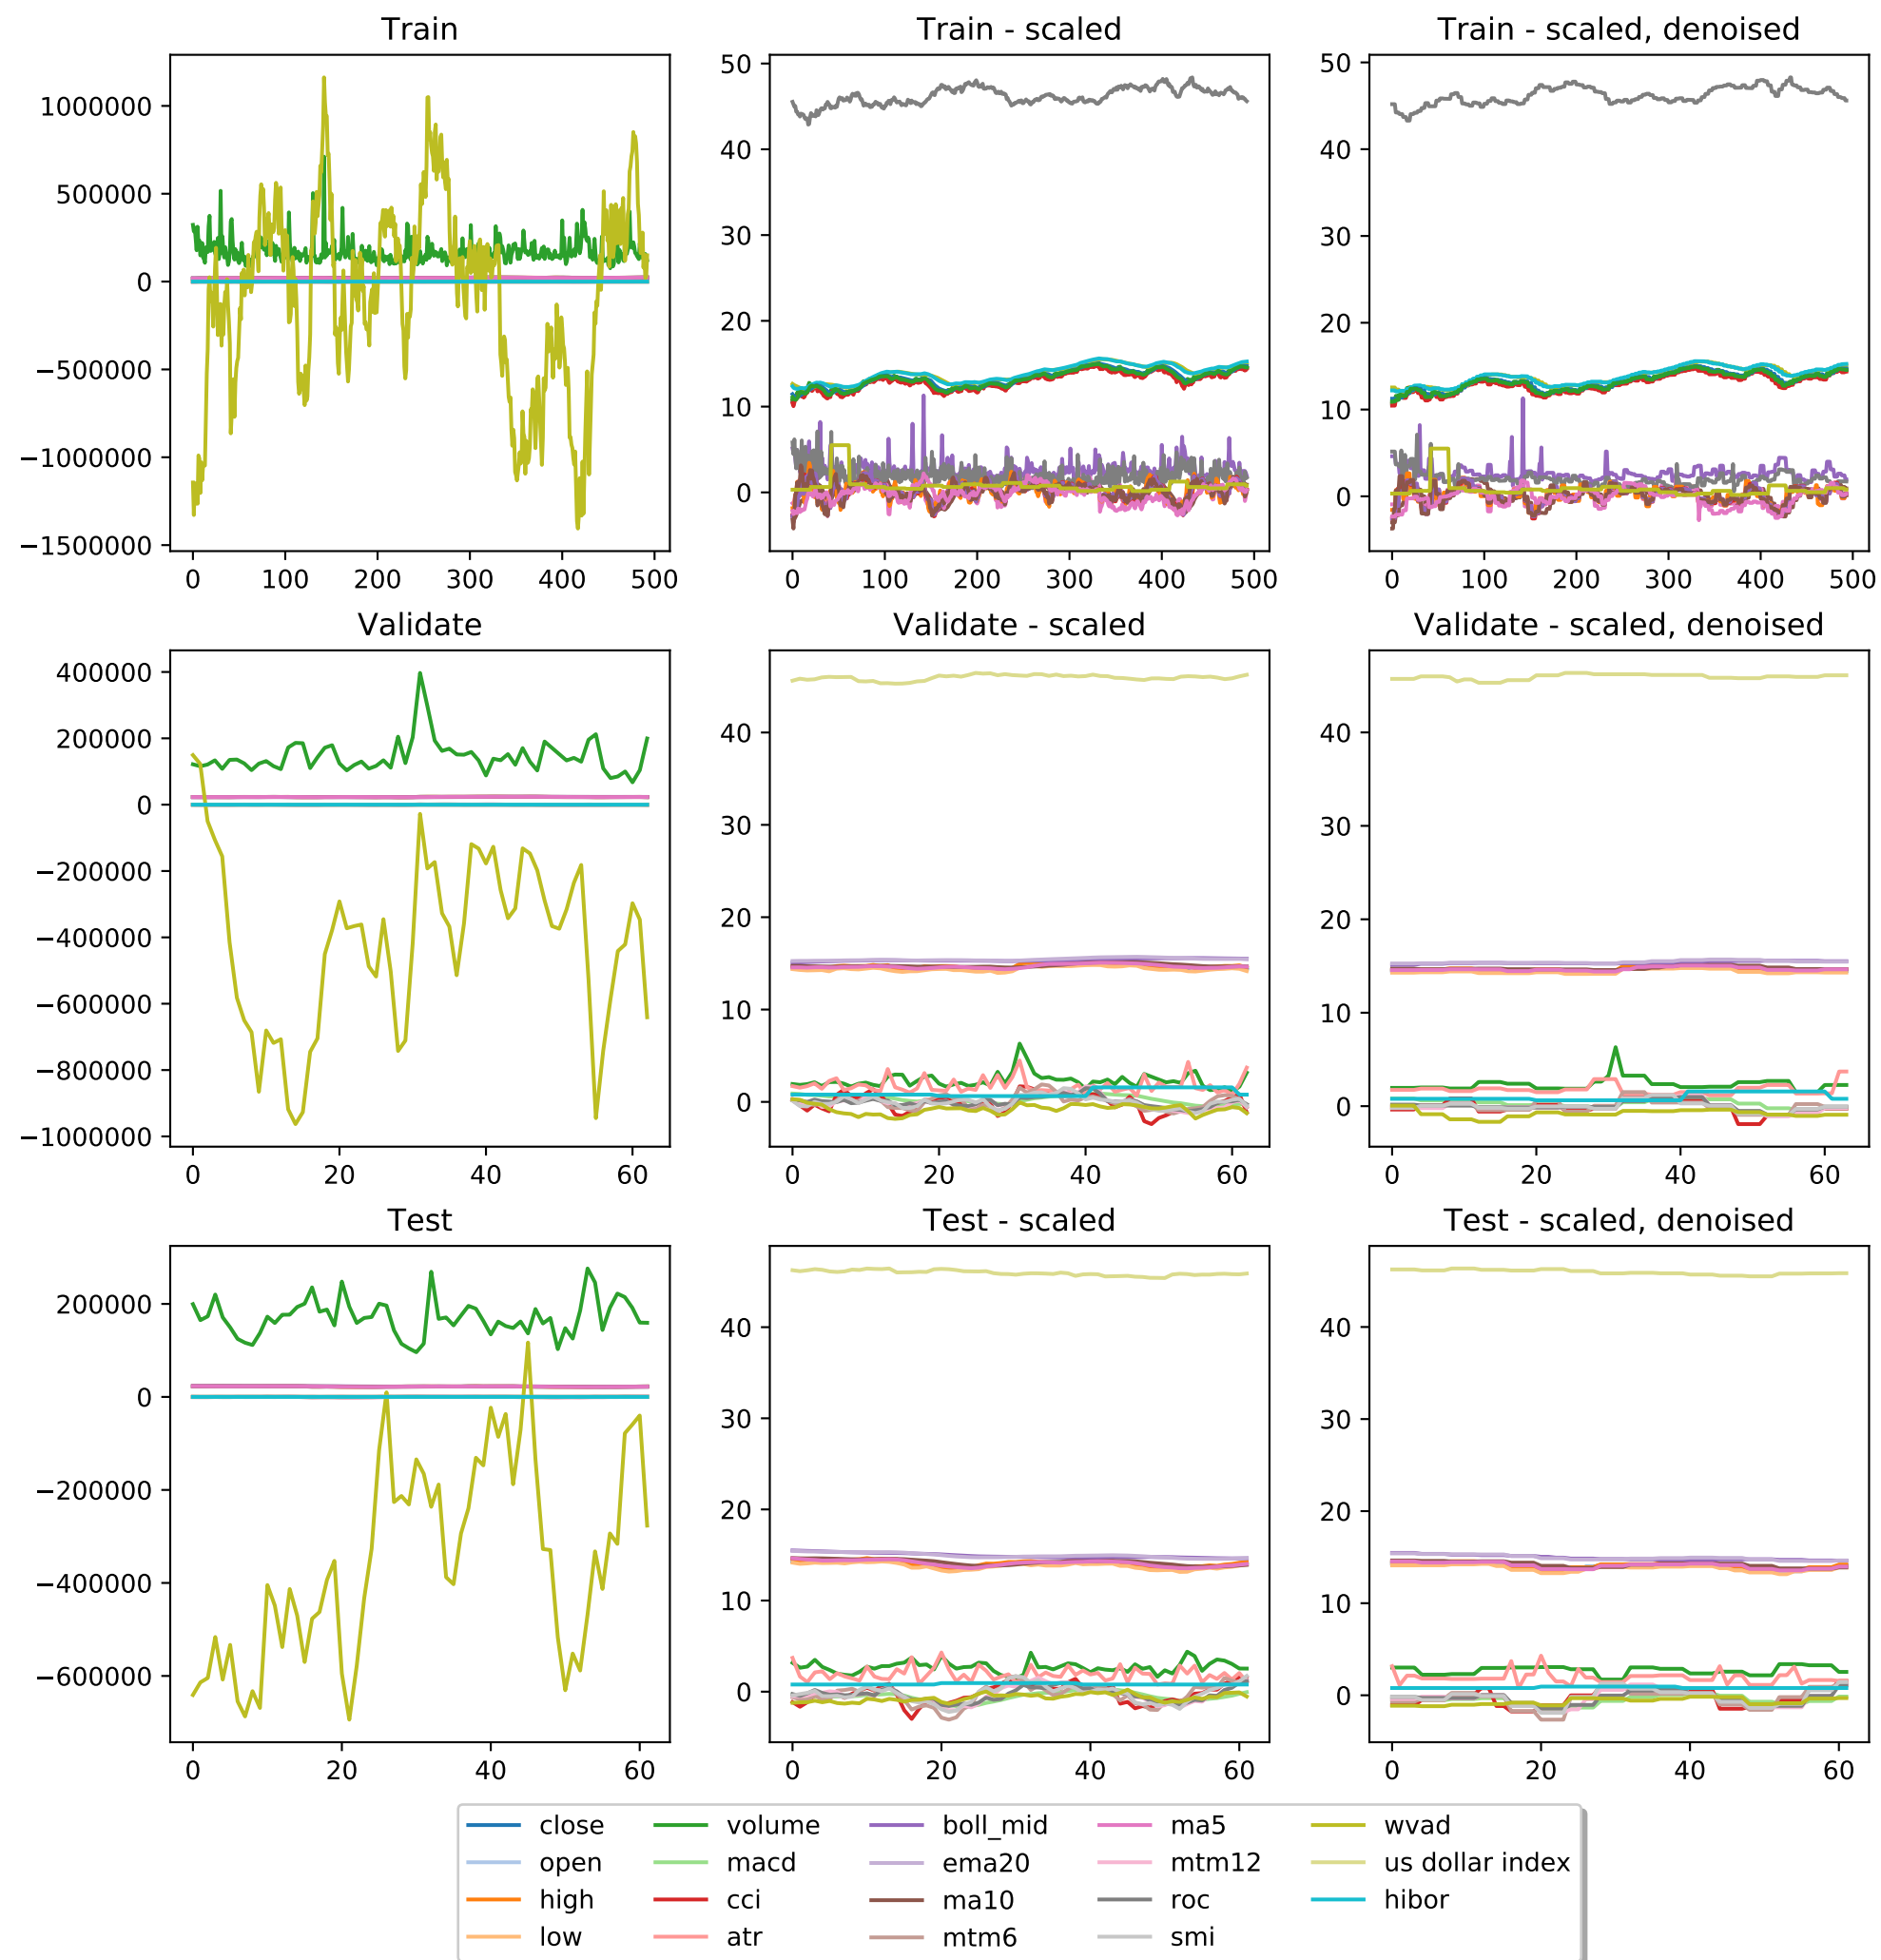 Train
Train - scaled
Train - scaled, denoised
1000000
500000
0
−500000
−1000000
−1500000
0 100 200 300 400 500
50
40
30
20
10
0
0 100 200 300 400 500
50
40
30
20
10
0
0 100 200 300 400 500
Validate
Validate - scaled
Validate - scaled, denoised
400000
200000
0
−200000
−400000
−600000
−800000
−1000000
0 20 40 60
40
30
20
10
0
0 20 40 60
40
30
20
10
0
0 20 40 60
Test
Test - scaled
Test - scaled, denoised
200000
0
−200000
−400000
−600000
0 20 40 60
40
30
20
10
0
0 20 40 60
40
30
20
10
0
0 20 40 60
close
open
high
low
volume
macd
cci
atr
boll_mid
ema20
ma10
mtm6
ma5
mtm12
roc
smi
wvad
us dollar index
hibor